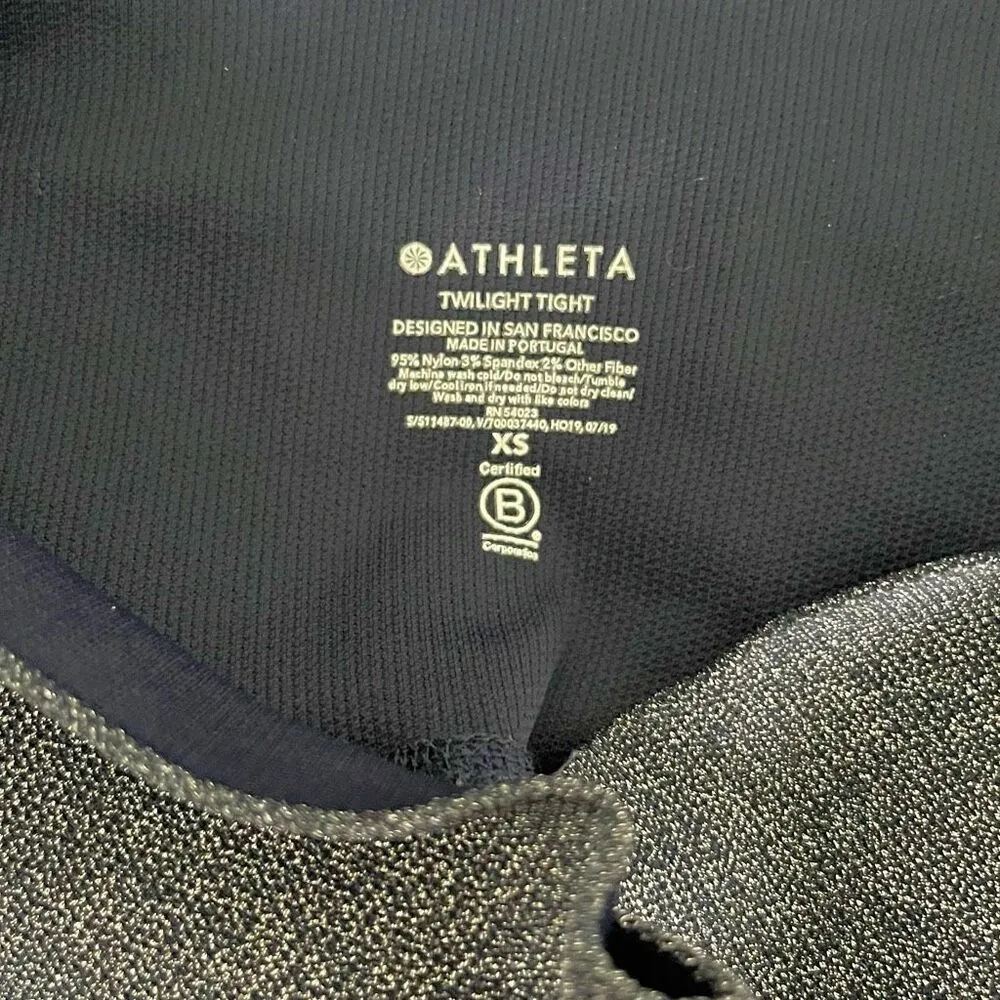 ATHLETA
TWILIGHT TIGHT
DESIGNED IN SAN FRANCISCO
MADE IN PORTUGAL
95% Nylon 3% Spandex 2% Other Fiber
Machine wash cold/Do not bleach/Tumble
dry low/Cool iron if needed/Do not dry clean/
Wash and dry with like colors
RN 54023
S/511487-00, V/700037440, HO19, 07/19
XS
Certified
B
Corporation